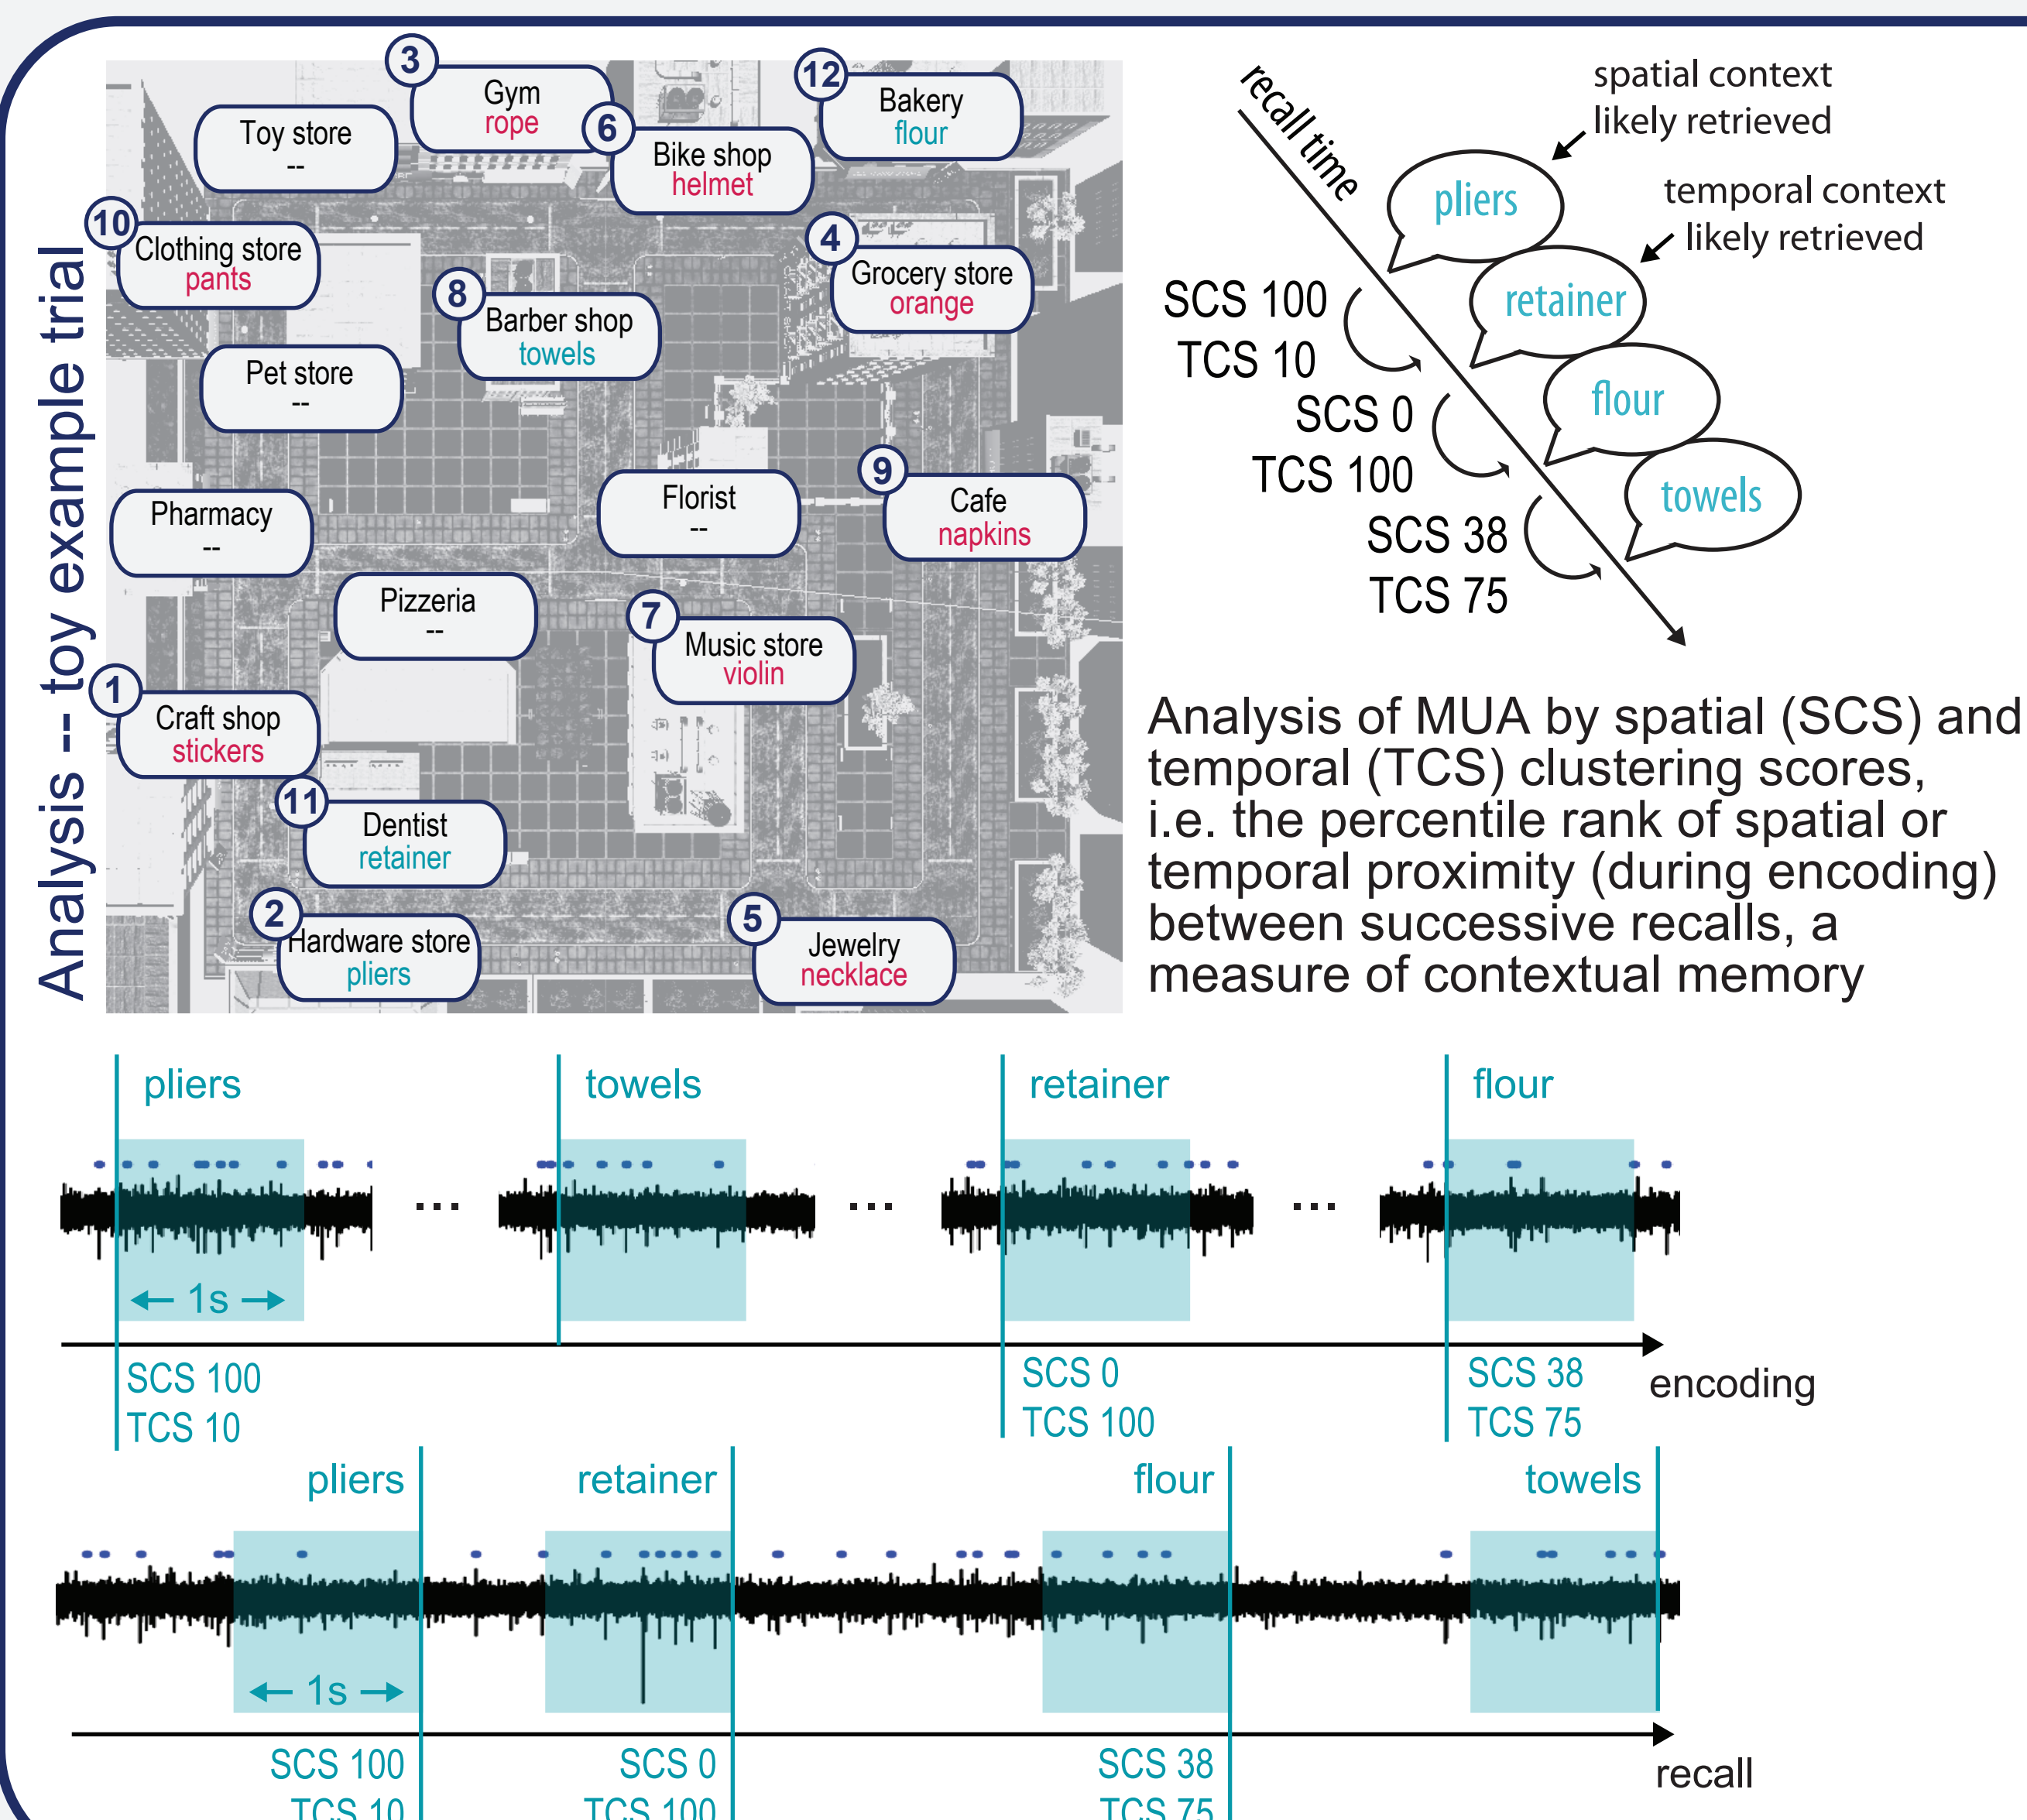 Analysis -- toy example trial
3
Gym
rope
12
Bakery
flour
Toy store
--
6
Bike shop
helmet
10
Clothing store
pants
4
Grocery store
orange
8
Barber shop
towels
Pet store
--
9
Cafe
napkins
Florist
--
Pharmacy
--
Pizzeria
--
7
Music store
violin
1
Craft shop
stickers
11
Dentist
retainer
2
Hardware store
pliers
5
Jewelry
necklace
recall time
spatial context
likely retrieved
pliers
temporal context
likely retrieved
retainer
SCS 100
TCS 10
flour
SCS 0
TCS 100
towels
SCS 38
TCS 75
Analysis of MUA by spatial (SCS) and
temporal (TCS) clustering scores,
i.e. the percentile rank of spatial or
temporal proximity (during encoding)
between successive recalls, a
measure of contextual memory
pliers
towels
retainer
flour
... ... ...
1s
SCS 100
TCS 10
SCS 0
TCS 100
SCS 38
TCS 75
encoding
pliers
retainer
flour
towels
1s
SCS 100
TCS 10
SCS 0
TCS 100
SCS 38
TCS 75
recall